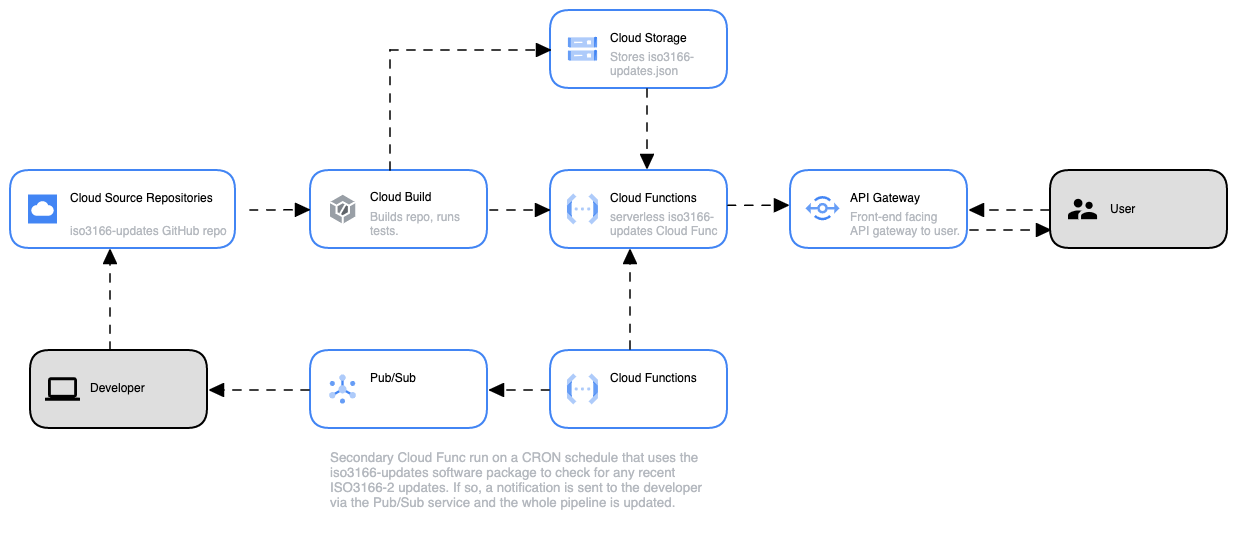 Cloud Storage
Stores iso3166-
updates.json
Cloud Source Repositories
iso3166-updates GitHub repo
Cloud Build
Builds repo, runs
tests.
Cloud Functions
serverless iso3166-
updates Cloud Func
API Gateway
Front-end facing
API gateway to user.
User
Developer
Pub/Sub
Cloud Functions
Secondary Cloud Func run on a CRON schedule that uses the
iso3166-updates software package to check for any recent
ISO3166-2 updates. If so, a notification is sent to the developer
via the Pub/Sub service and the whole pipeline is updated.